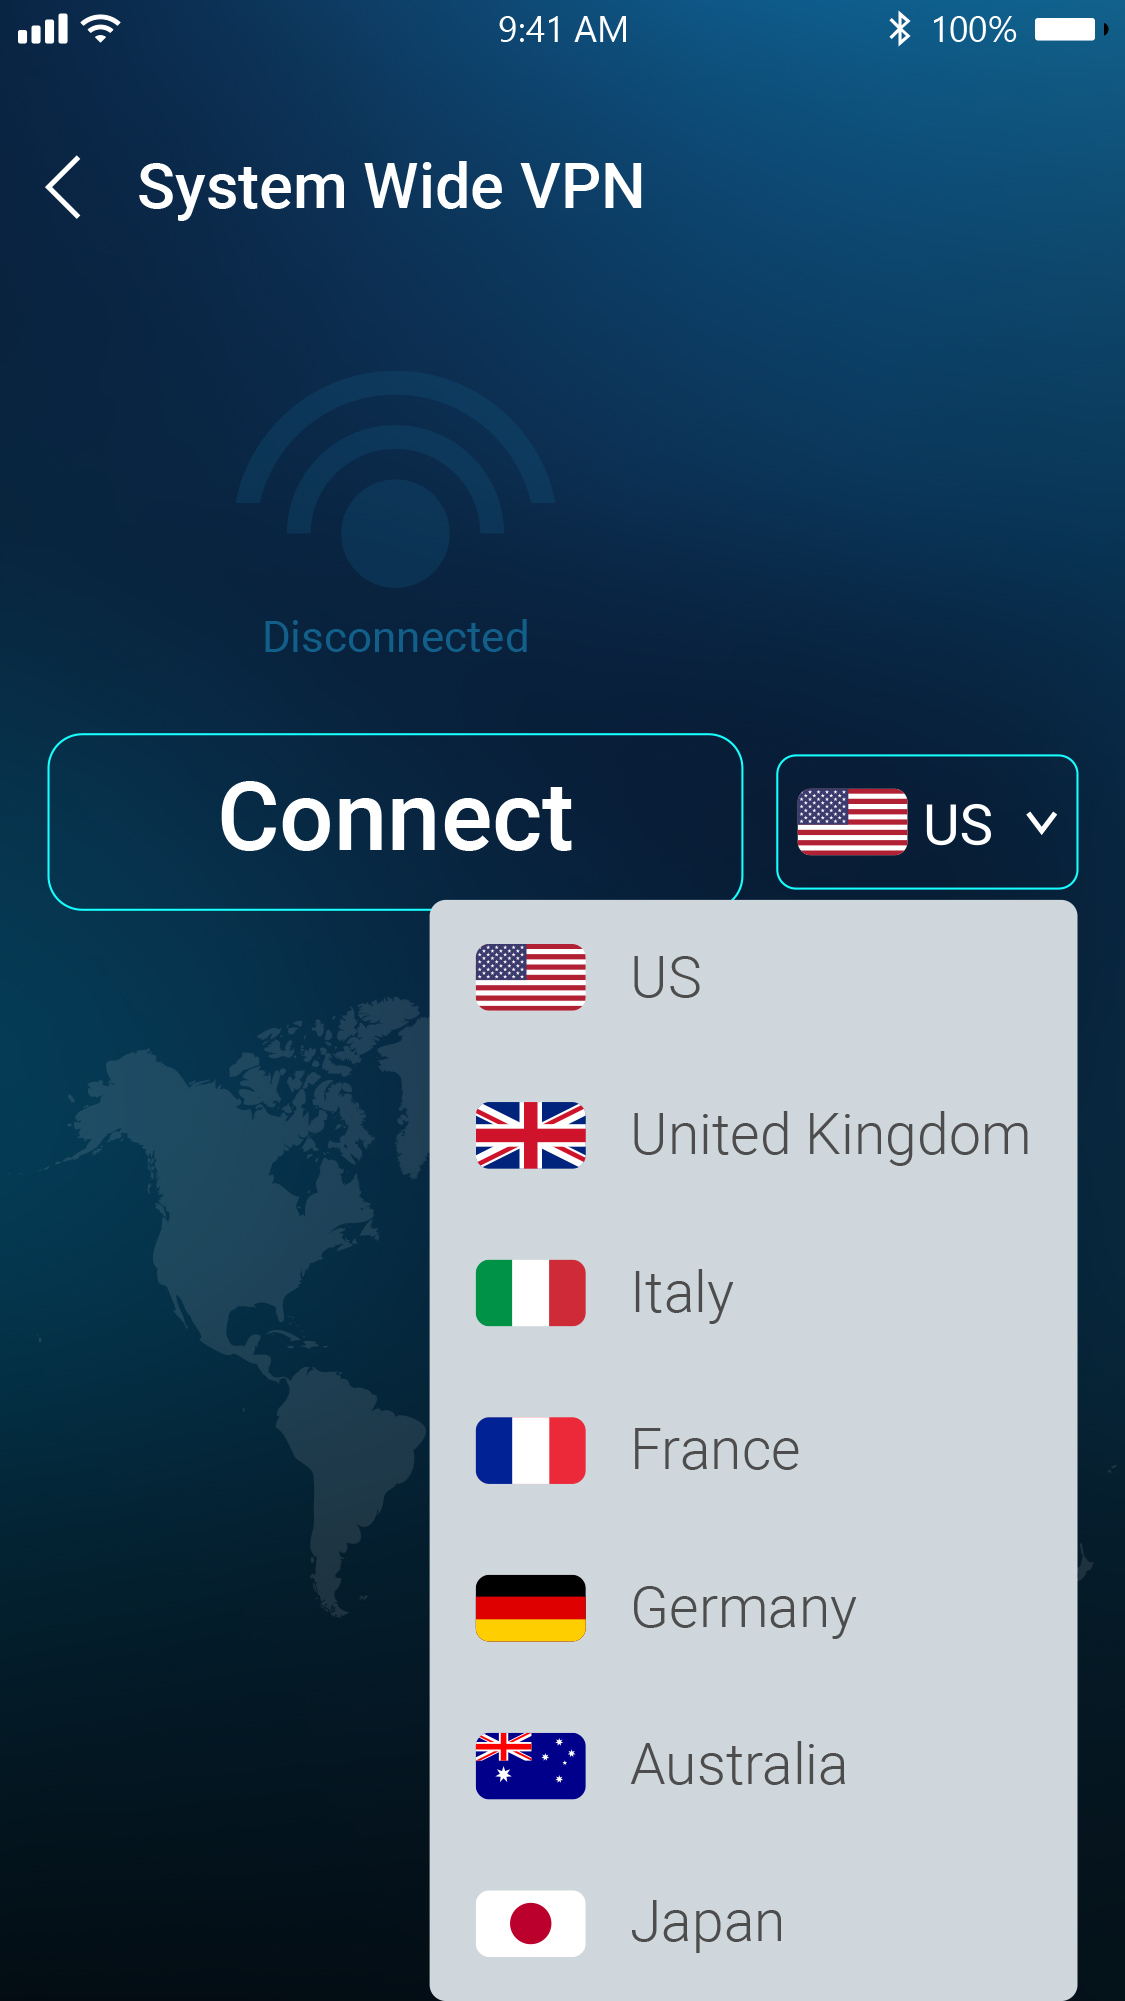 9:41 AM
100%
System Wide VPN
Disconnected
Connect
US
US
United Kingdom
Italy
France
Germany
Australia
Japan